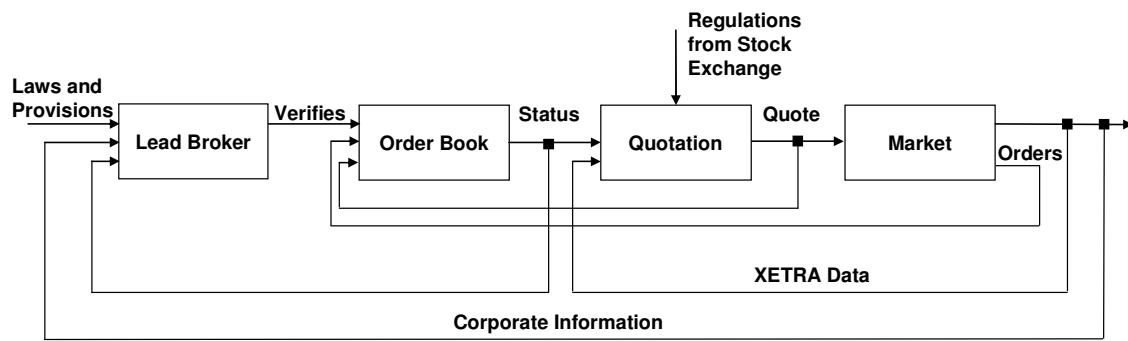 Regulations
from Stock
Exchange
Laws and
Provisions
Lead Broker
Verifies
Order Book
Status
Quotation
Quote
Market
Orders
XETRA Data
Corporate Information